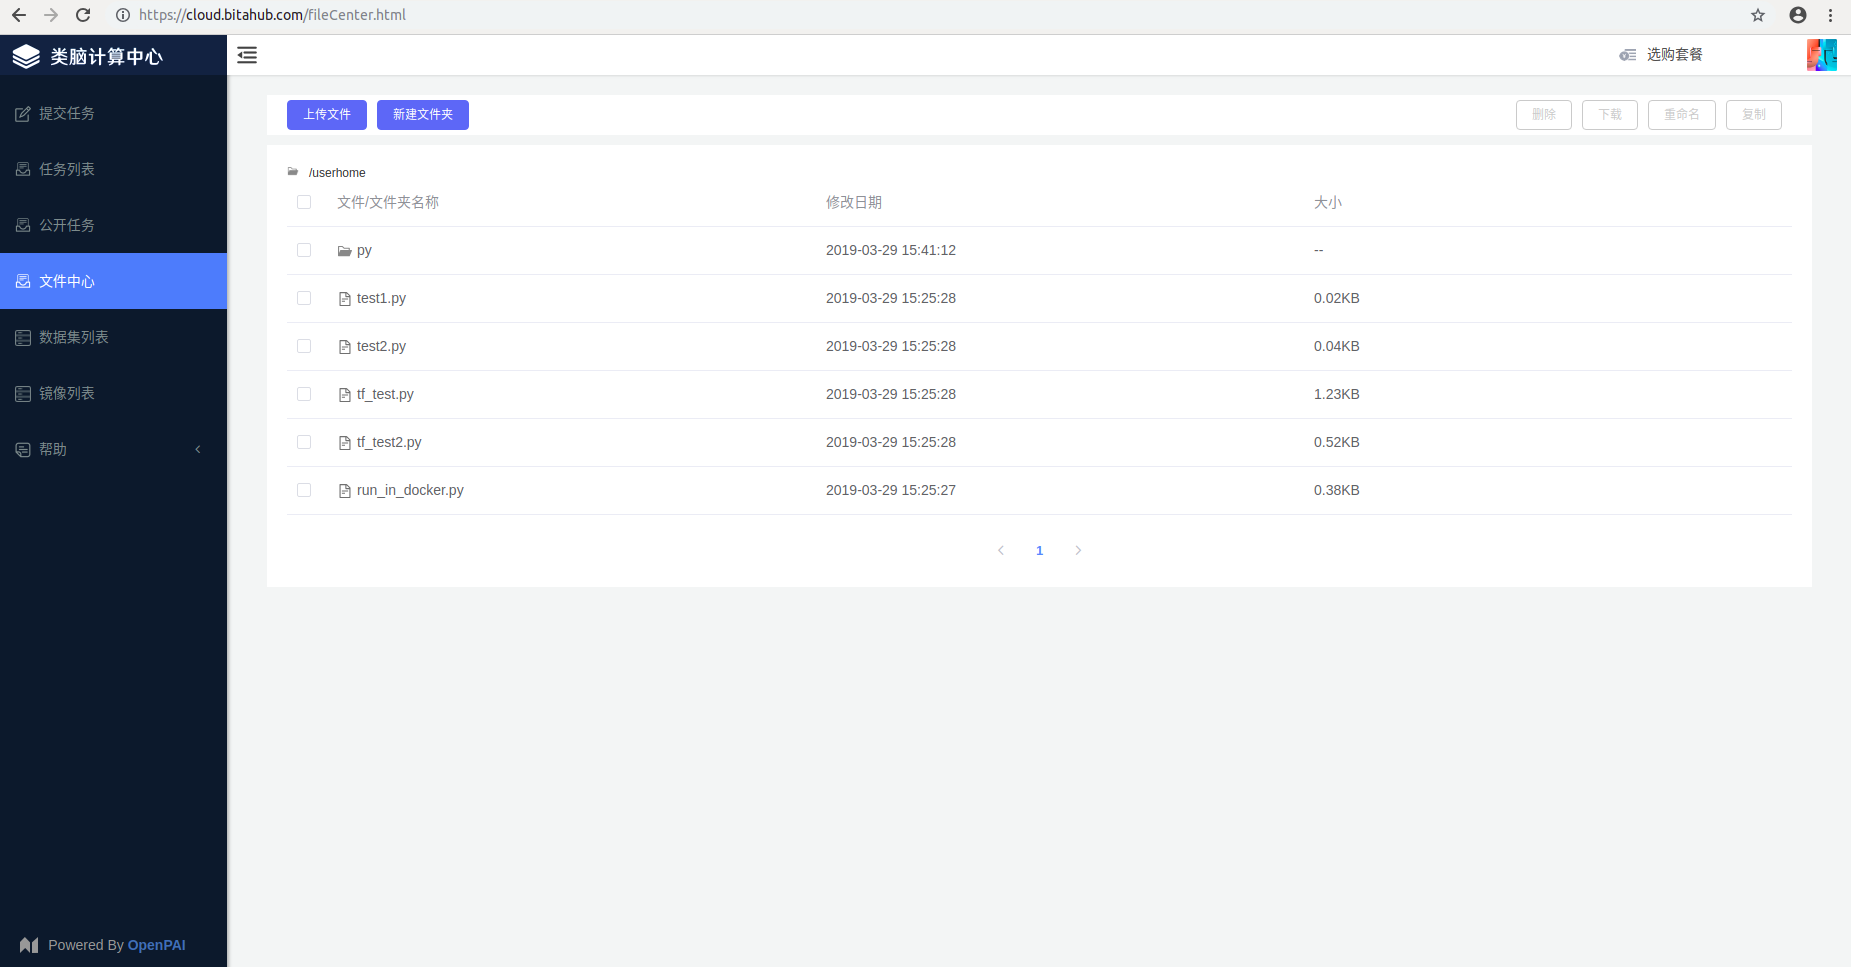 https://cloud.bitahub.com/fileCenter.html
类脑计算中心
选购套餐
提交任务
任务列表
公开任务
文件中心
数据集列表
镜像列表
帮助
Powered By OpenPAI
上传文件 新建文件夹 删除 下载 重命名 复制
/userhome
文件/文件夹名称 修改日期 大小
py 2019-03-29 15:41:12 --
test1.py 2019-03-29 15:25:28 0.02KB
test2.py 2019-03-29 15:25:28 0.04KB
tf_test.py 2019-03-29 15:25:28 1.23KB
tf_test2.py 2019-03-29 15:25:28 0.52KB
run_in_docker.py 2019-03-29 15:25:27 0.38KB
1